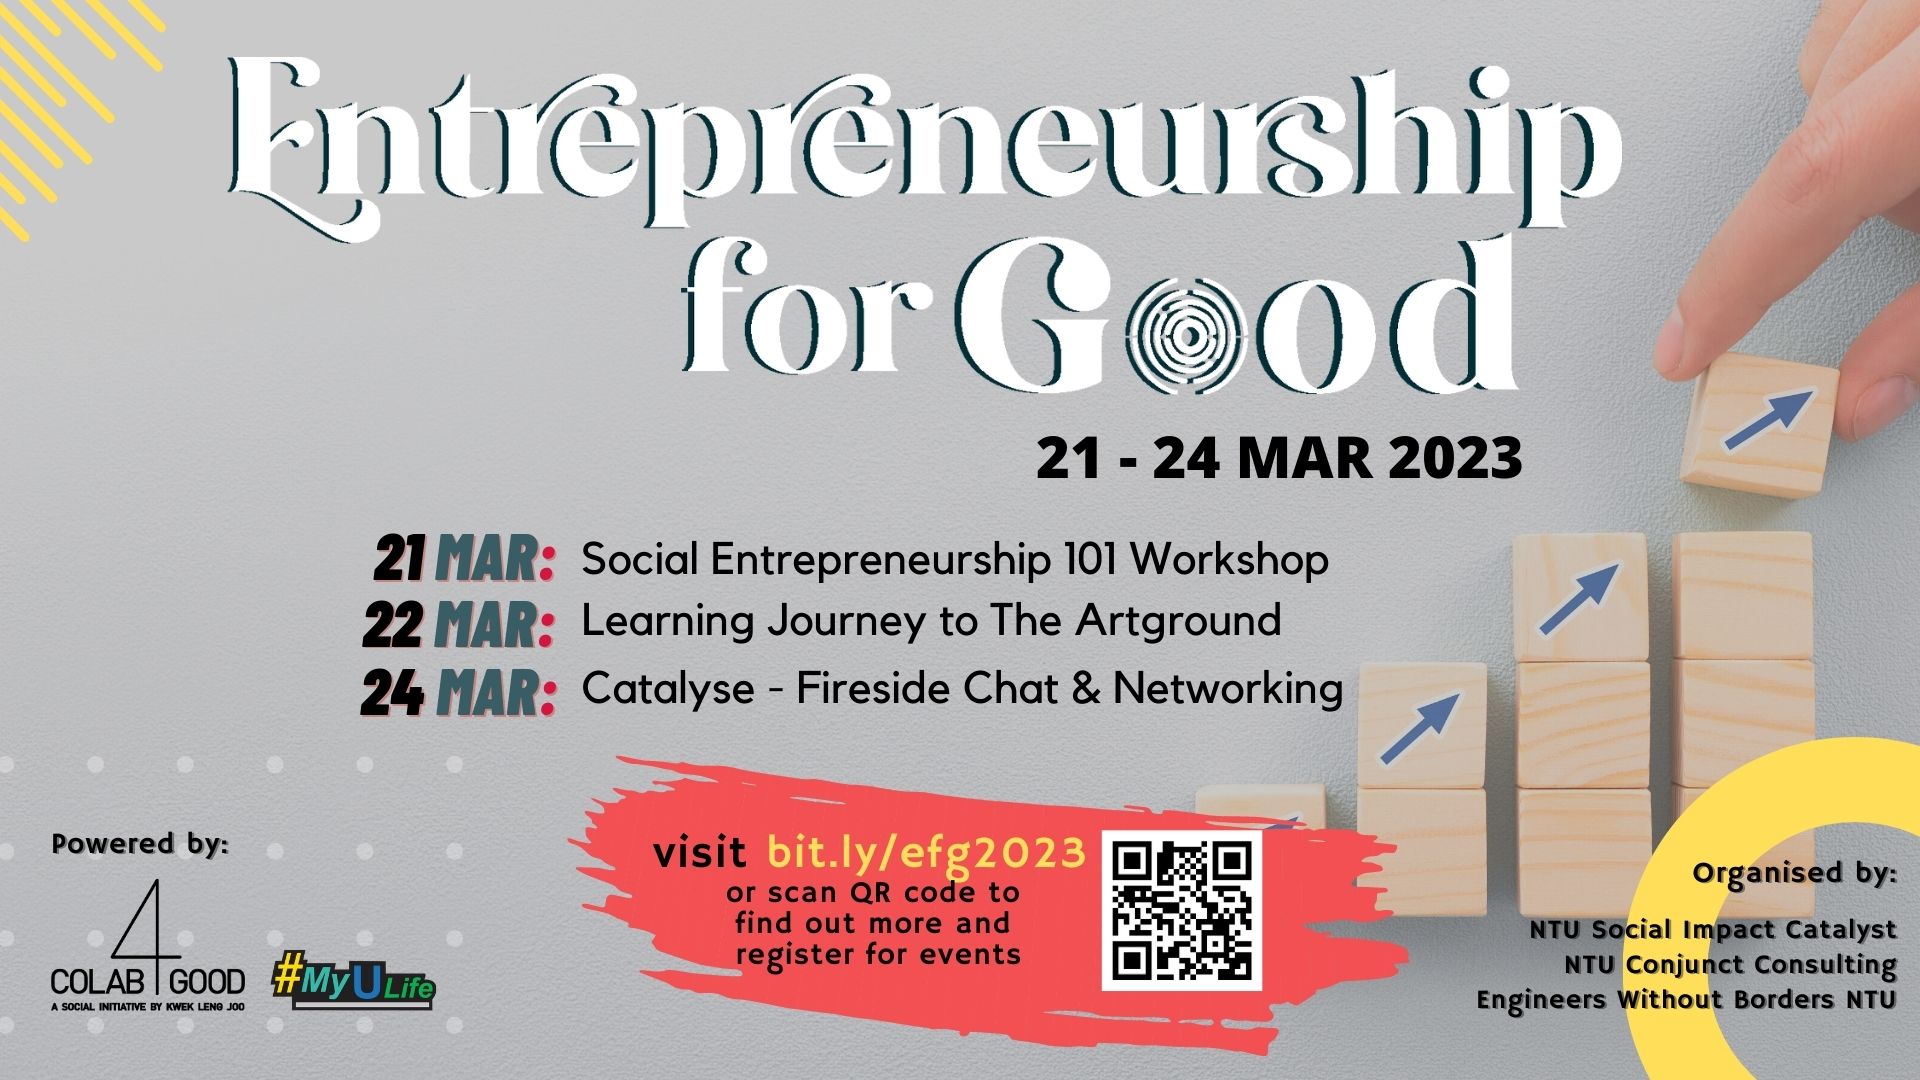 Entrepreneurship
for Good
21 - 24 MAR 2023
21 MAR: Social Entrepreneurship 101 Workshop
22 MAR: Learning Journey to The Artground
24 MAR: Catalyse - Fireside Chat & Networking
visit bit.ly/efg2023
or scan QR code to
find out more and
register for events
Powered by:
COLAB 4 GOOD
A SOCIAL INITIATIVE BY KWEK LENG JOO
#MyULife
Organised by:
NTU Social Impact Catalyst
NTU Conjunct Consulting
Engineers Without Borders NTU